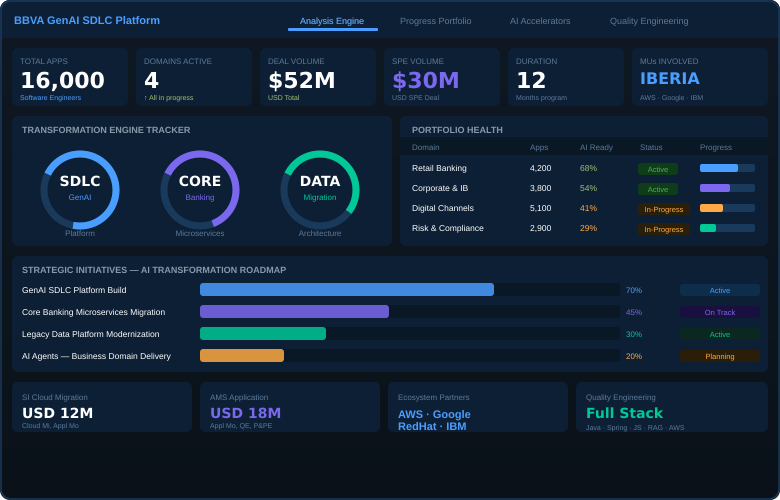 BBVA GenAI SDLC Platform
Analysis Engine
Progress Portfolio
AI Accelerators
Quality Engineering
TOTAL APPS
16,000
Software Engineers
DOMAINS ACTIVE
4
↑ All in progress
DEAL VOLUME
$52M
USD Total
SPE VOLUME
$30M
USD SPE Deal
DURATION
12
Months program
MUs INVOLVED
IBERIA
AWS · Google · IBM
TRANSFORMATION ENGINE TRACKER
SDLC
GenAI
Platform
CORE
Banking
Microservices
DATA
Migration
Architecture
PORTFOLIO HEALTH
Domain Apps AI Ready Status Progress
Retail Banking 4,200 68% Active
Corporate & IB 3,800 54% Active
Digital Channels 5,100 41% In-Progress
Risk & Compliance 2,900 29% In-Progress
STRATEGIC INITIATIVES — AI TRANSFORMATION ROADMAP
GenAI SDLC Platform Build 70% Active
Core Banking Microservices Migration 45% On Track
Legacy Data Platform Modernization 30% Active
AI Agents — Business Domain Delivery 20% Planning
SI Cloud Migration
USD 12M
Cloud Mi, Appl Mo
AMS Application
USD 18M
Appl Mo, QE, P&PE
Ecosystem Partners
AWS · Google
RedHat · IBM
Quality Engineering
Full Stack
Java · Spring · JS · RAG · AWS